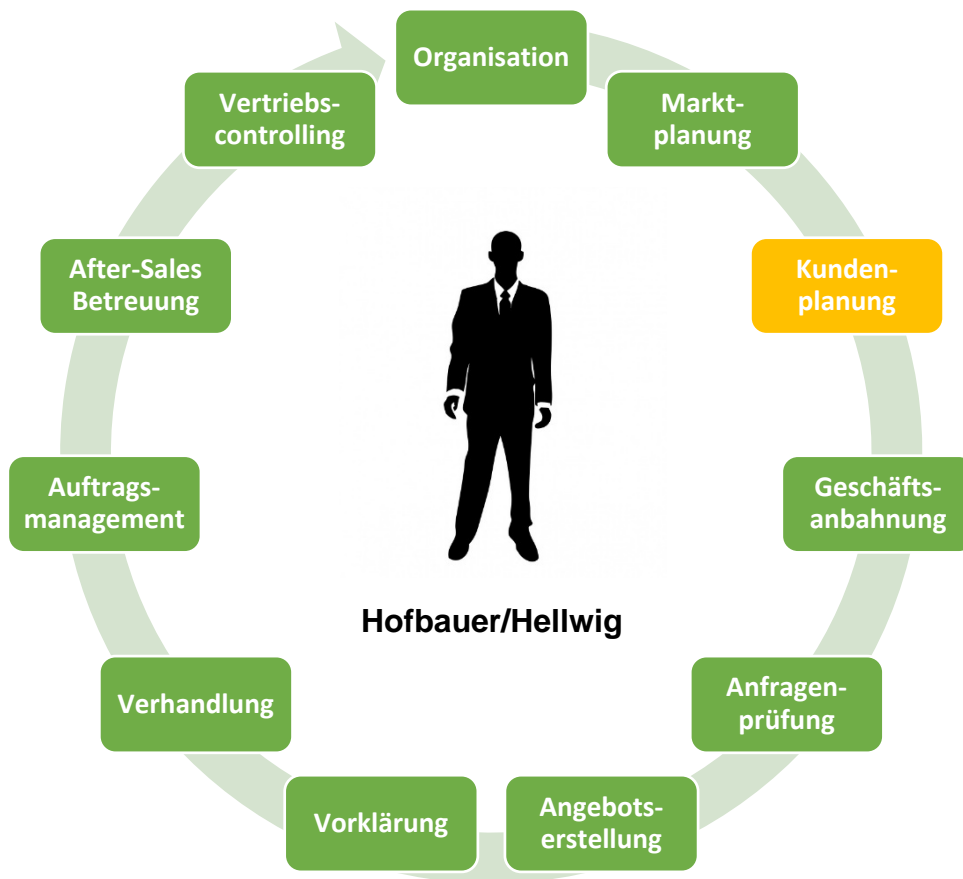 Organisation
Markt-
planung
Kunden-
planung
Geschäfts-
anbahnung
Anfragen-
prüfung
Angebots-
erstellung
Vorklärung
Verhandlung
Auftrags-
management
After-Sales
Betreuung
Vertriebs-
controlling
Hofbauer/Hellwig